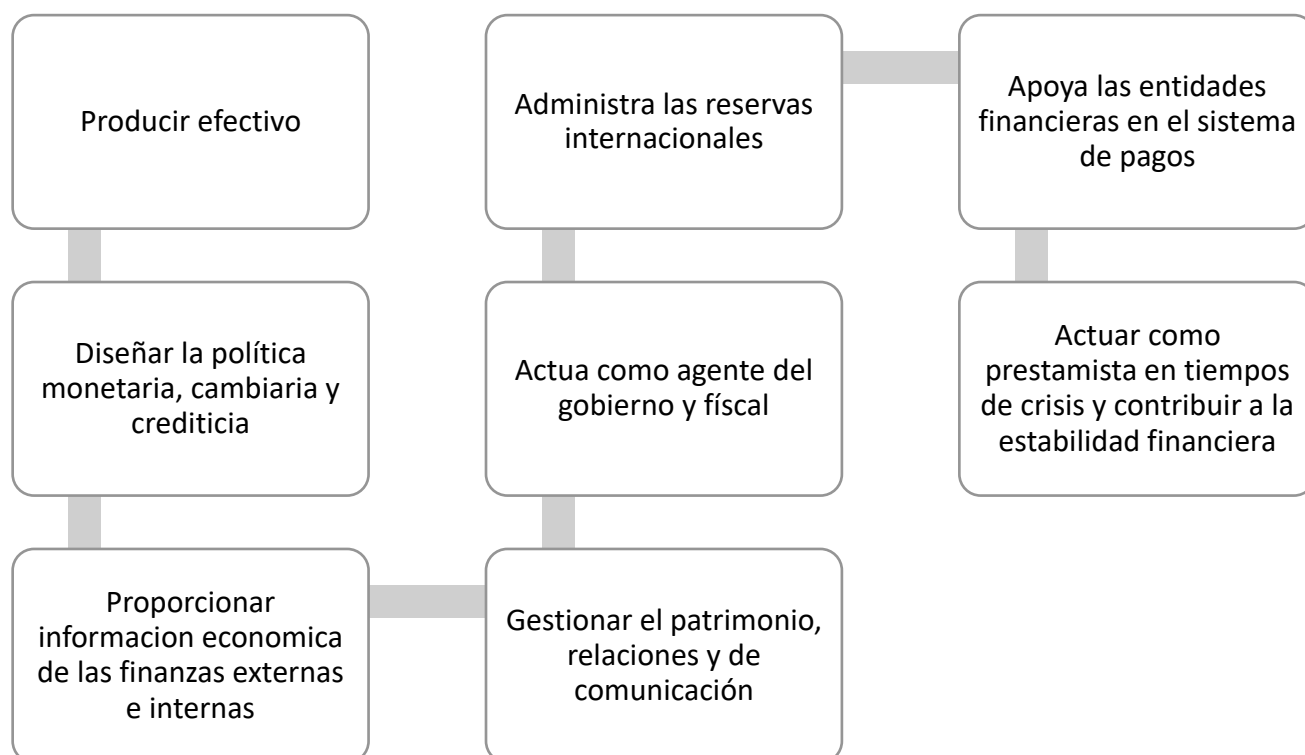 Producir efectivo
Diseñar la política
monetaria, cambiaria y
crediticia
Proporcionar
informacion economica
de las finanzas externas
e internas
Gestionar el patrimonio,
relaciones y de
comunicación
Actua como agente del
gobierno y físcal
Administra las reservas
internacionales
Apoya las entidades
financieras en el sistema
de pagos
Actuar como
prestamista en tiempos
de crisis y contribuir a la
estabilidad financiera